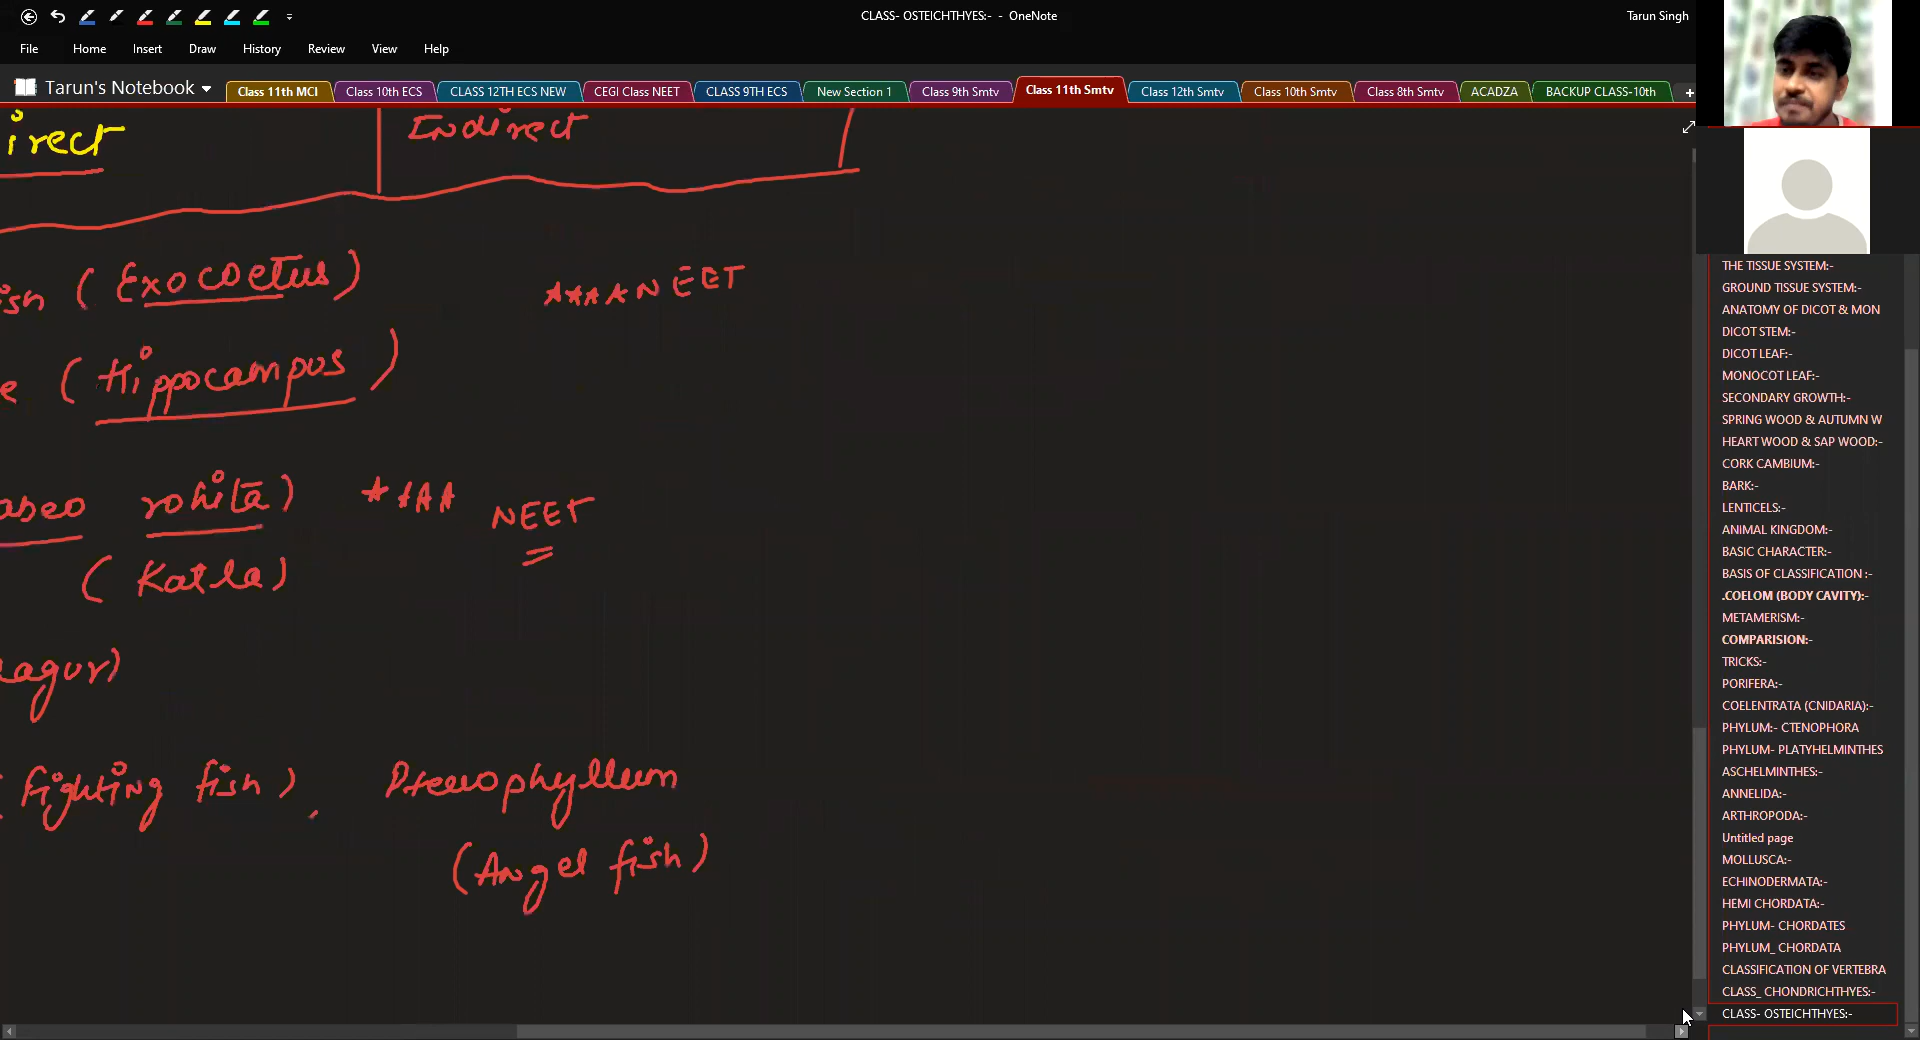 CLASS- OSTEICHTHYES:- - OneNote
Tarun Singh
File Home Insert Draw History Review View Help
Tarun's Notebook
Class 11th MCI Class 10th ECS CLASS 12TH ECS NEW CEGI Class NEET CLASS 9TH ECS New Section 1 Class 9th Smtv Class 11th Smtv Class 12th Smtv Class 10th Smtv Class 8th Smtv ACADZA BACKUP CLASS-10th +
irect Indirect
ish (Exocoetus) NEET
e (Hippocampus)
abeo rohita) NEET
(Katla)
agur)
(fighting fish), Pterophyllum
(Angel fish)
THE TISSUE SYSTEM:-
GROUND TISSUE SYSTEM:-
ANATOMY OF DICOT & MON
DICOT STEM:-
DICOT LEAF:-
MONOCOT LEAF:-
SECONDARY GROWTH:-
SPRING WOOD & AUTUMN W
HEART WOOD & SAP WOOD:-
CORK CAMBIUM:-
BARK:-
LENTICELS:-
ANIMAL KINGDOM:-
BASIC CHARACTER:-
BASIS OF CLASSIFICATION :-
.COELOM (BODY CAVITY):-
METAMERISM:-
COMPARISION:-
TRICKS:-
PORIFERA:-
COELENTRATA (CNIDARIA):-
PHYLUM:- CTENOPHORA
PHYLUM- PLATYHELMINTHES
ASCHELMINTHES:-
ANNELIDA:-
ARTHROPODA:-
Untitled page
MOLLUSCA:-
ECHINODERMATA:-
HEMI CHORDATA:-
PHYLUM- CHORDATES
PHYLUM_ CHORDATA
CLASSIFICATION OF VERTEBRA
CLASS_ CHONDRICHTHYES:-
CLASS- OSTEICHTHYES:-